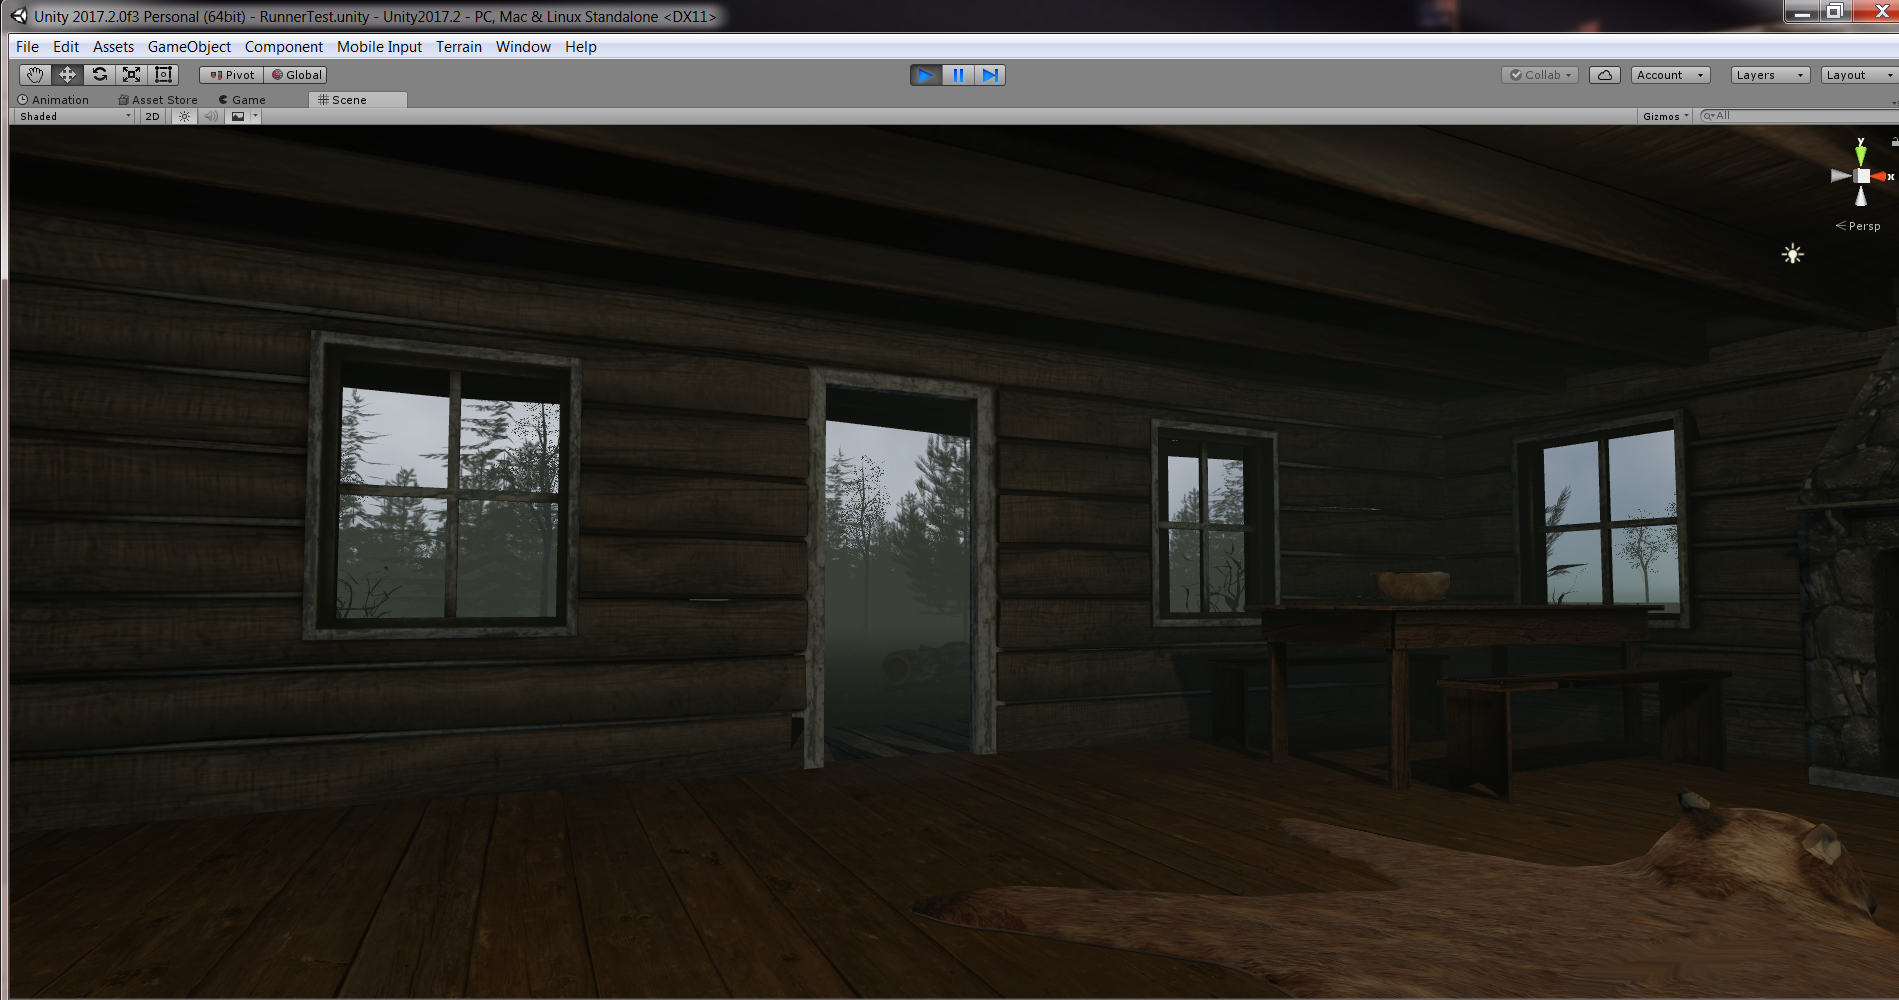 Unity 2017.2.0f3 Personal (64bit) - RunnerTest.unity - Unity2017.2 - PC, Mac & Linux Standalone <DX11>
File Edit Assets GameObject Component Mobile Input Terrain Window Help
Pivot Global Collab Account Layers Layout
Animation Asset Store Game Scene
Shaded 2D Gizmos All
y
x
Persp